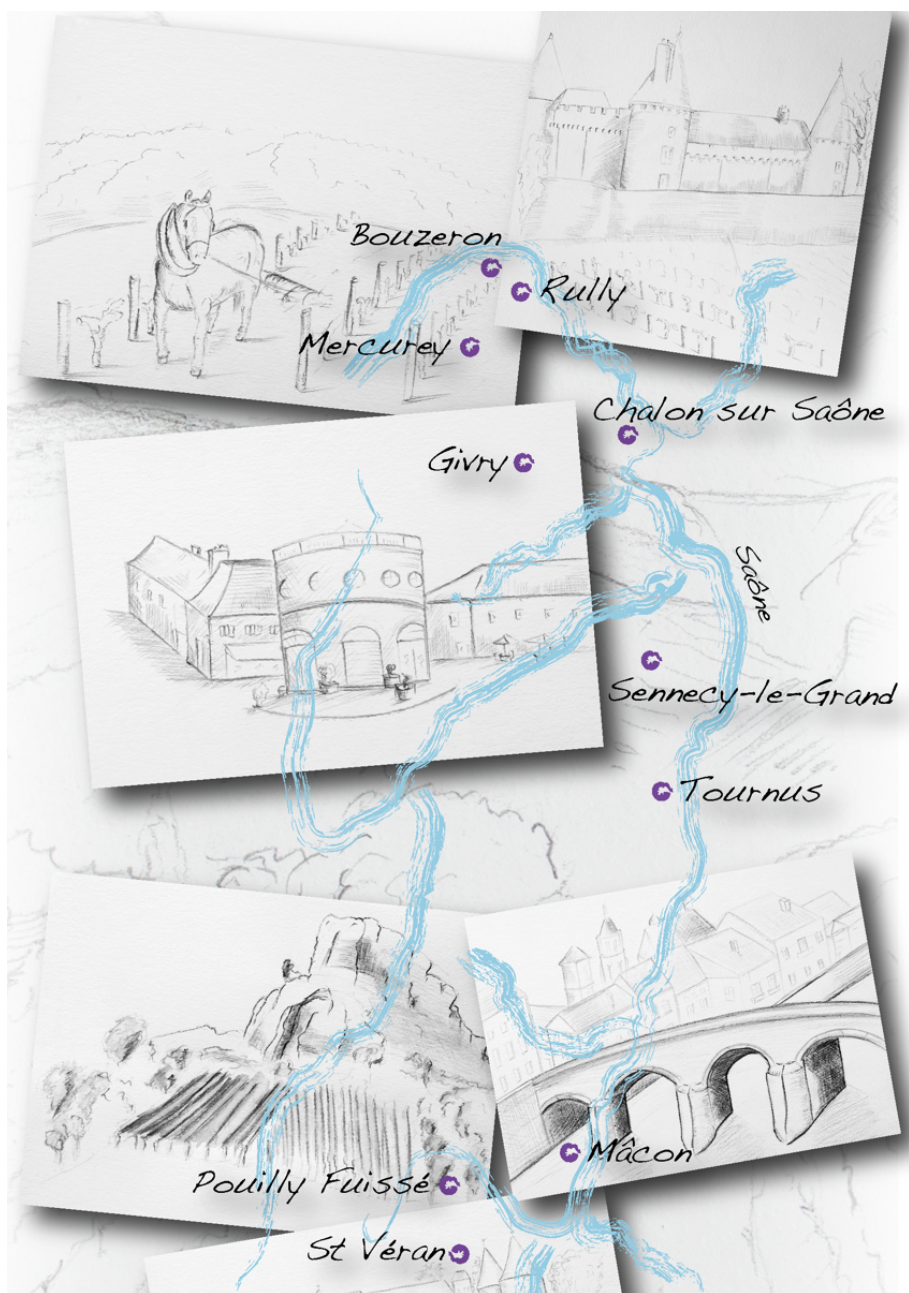 Bouzeron
Rully
Mercurey
Chalon sur Saône
Givry
Saône
Sennecy-le-Grand
Tournus
Mâcon
Pouilly Fuissé
St Véran